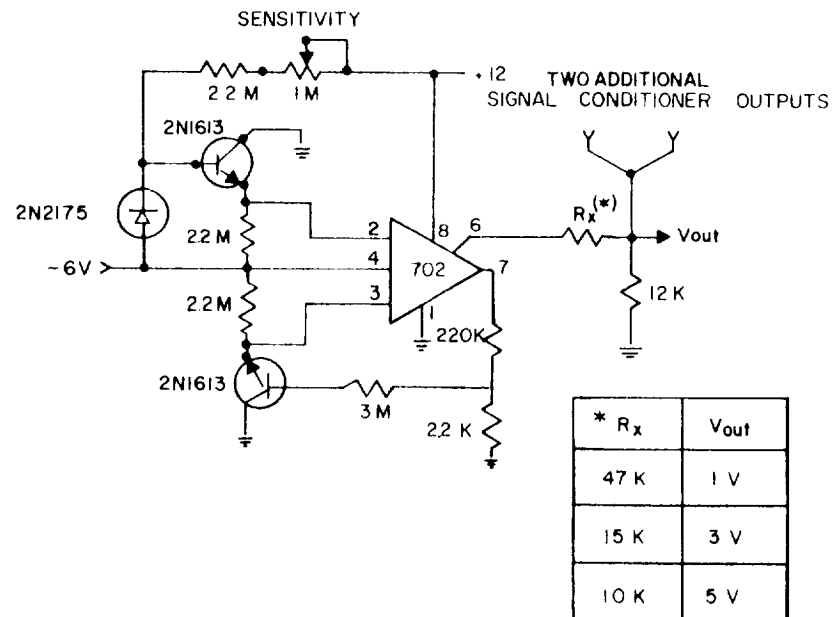 SENSITIVITY
2.2 M
1 M
+12
TWO ADDITIONAL
SIGNAL CONDITIONER OUTPUTS
2N1613
2N2175
2.2 M
2
8
6
Rx(*)
Vout
-6V
4
702
7
2.2M
3
1
12 K
220K
2N1613
3 M
2.2 K
* Rx Vout
47 K 1 V
15 K 3 V
10 K 5 V